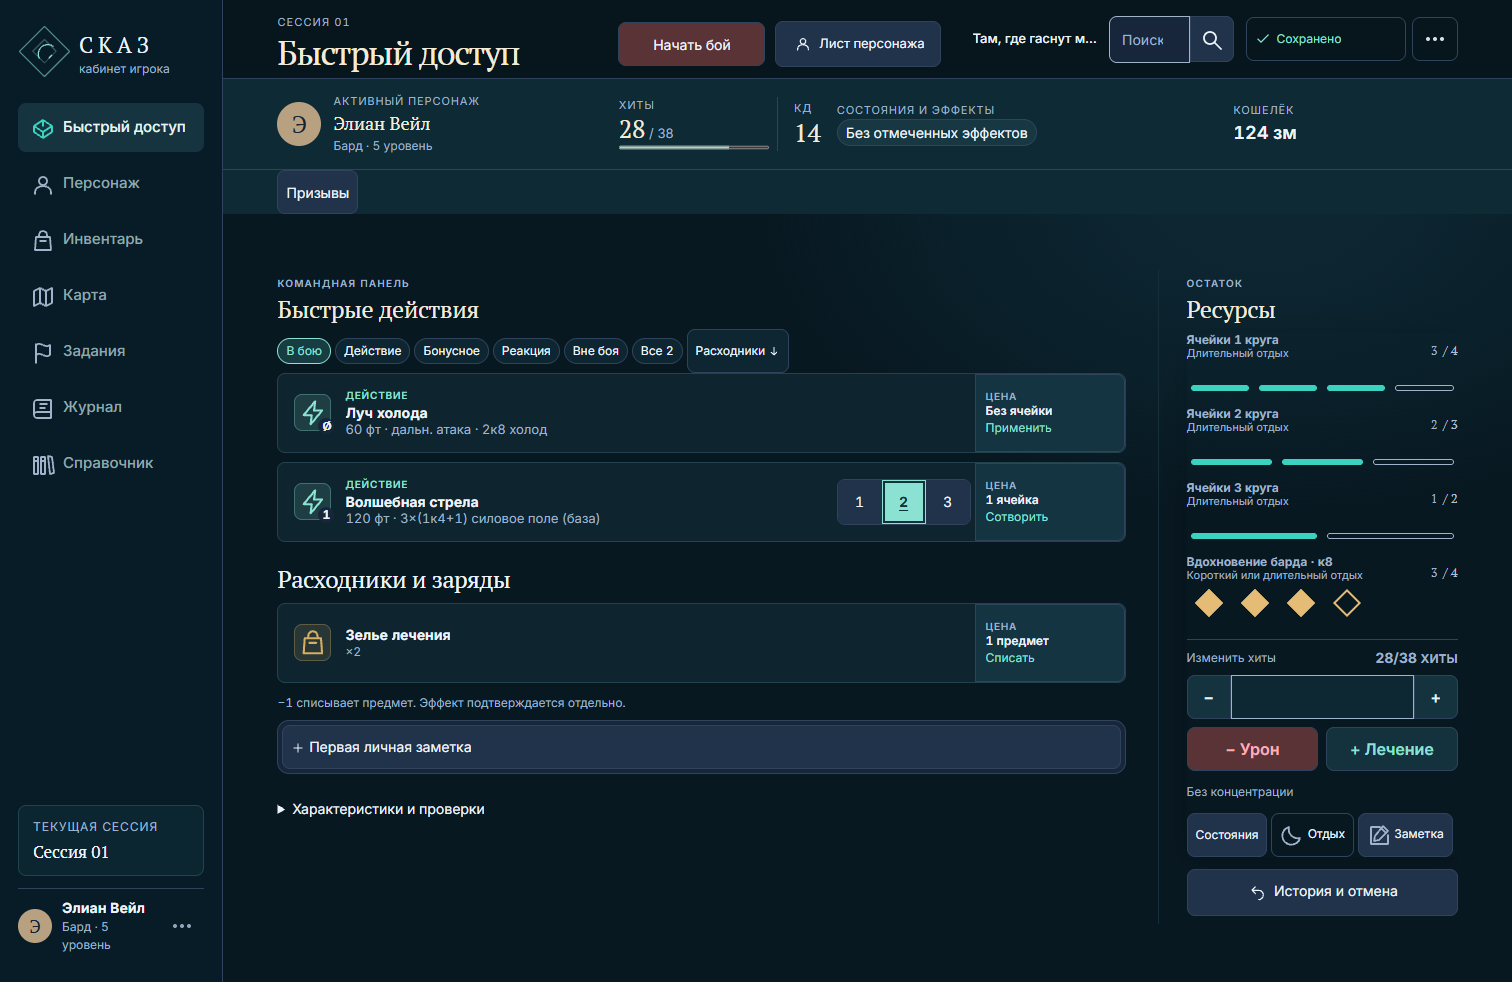 СКАЗ
кабинет игрока
Быстрый доступ
Персонаж
Инвентарь
Карта
Задания
Журнал
Справочник
ТЕКУЩАЯ СЕССИЯ
Сессия 01
Э
Элиан Вейл
Бард · 5 уровень
СЕССИЯ 01
Быстрый доступ
Начать бой
Лист персонажа
Там, где гаснут м...
Поиск
Сохранено
Э
АКТИВНЫЙ ПЕРСОНАЖ
Элиан Вейл
Бард · 5 уровень
ХИТЫ
28 / 38
КД
14
СОСТОЯНИЯ И ЭФФЕКТЫ
Без отмеченных эффектов
КОШЕЛЁК
124 зм
Призывы
КОМАНДНАЯ ПАНЕЛЬ
Быстрые действия
В бою
Действие
Бонусное
Реакция
Вне боя
Все 2
Расходники ↓
Ø
ДЕЙСТВИЕ
Луч холода
60 фт · дальн. атака · 2к8 холод
ЦЕНА
Без ячейки
Применить
1
ДЕЙСТВИЕ
Волшебная стрела
120 фт · 3×(1к4+1) силовое поле (база)
1 2 3
ЦЕНА
1 ячейка
Сотворить
Расходники и заряды
Зелье лечения
×2
ЦЕНА
1 предмет
Списать
−1 списывает предмет. Эффект подтверждается отдельно.
+ Первая личная заметка
▶ Характеристики и проверки
ОСТАТОК
Ресурсы
Ячейки 1 круга
Длительный отдых
3 / 4
Ячейки 2 круга
Длительный отдых
2 / 3
Ячейки 3 круга
Длительный отдых
1 / 2
Вдохновение барда · к8
Короткий или длительный отдых
3 / 4
Изменить хиты
28/38 хиты
−
+
− Урон
+ Лечение
Без концентрации
Состояния
Отдых
Заметка
История и отмена